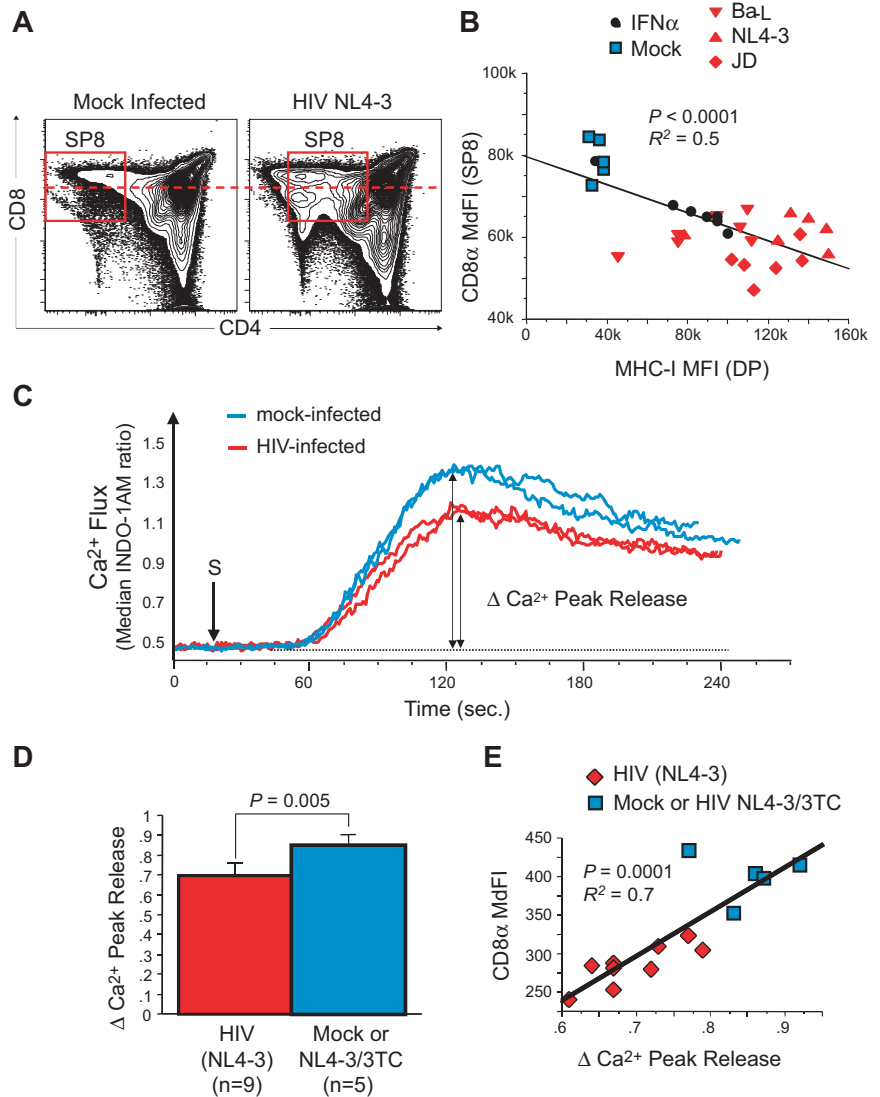 A
Mock Infected
HIV NL4-3
SP8
SP8
CD8
CD4
B
IFNα
Mock
Ba-L
NL4-3
JD
P < 0.0001
R² = 0.5
CD8α MdFI (SP8)
100k
80k
60k
40k
0
40k
80k
120k
160k
MHC-I MFI (DP)
C
mock-infected
HIV-infected
Ca²⁺ Flux
(Median INDO-1AM ratio)
1.5
1.3
1.1
0.9
0.7
0.5
S
Δ Ca²⁺ Peak Release
0
60
120
180
240
Time (sec.)
D
P = 0.005
Δ Ca²⁺ Peak Release
1
.9
.8
.7
.6
.5
.4
.3
.2
.1
0
HIV
(NL4-3)
(n=9)
Mock or
NL4-3/3TC
(n=5)
E
HIV (NL4-3)
Mock or HIV NL4-3/3TC
P = 0.0001
R² = 0.7
CD8α MdFI
450
400
350
300
250
.6
.7
.8
.9
Δ Ca²⁺ Peak Release